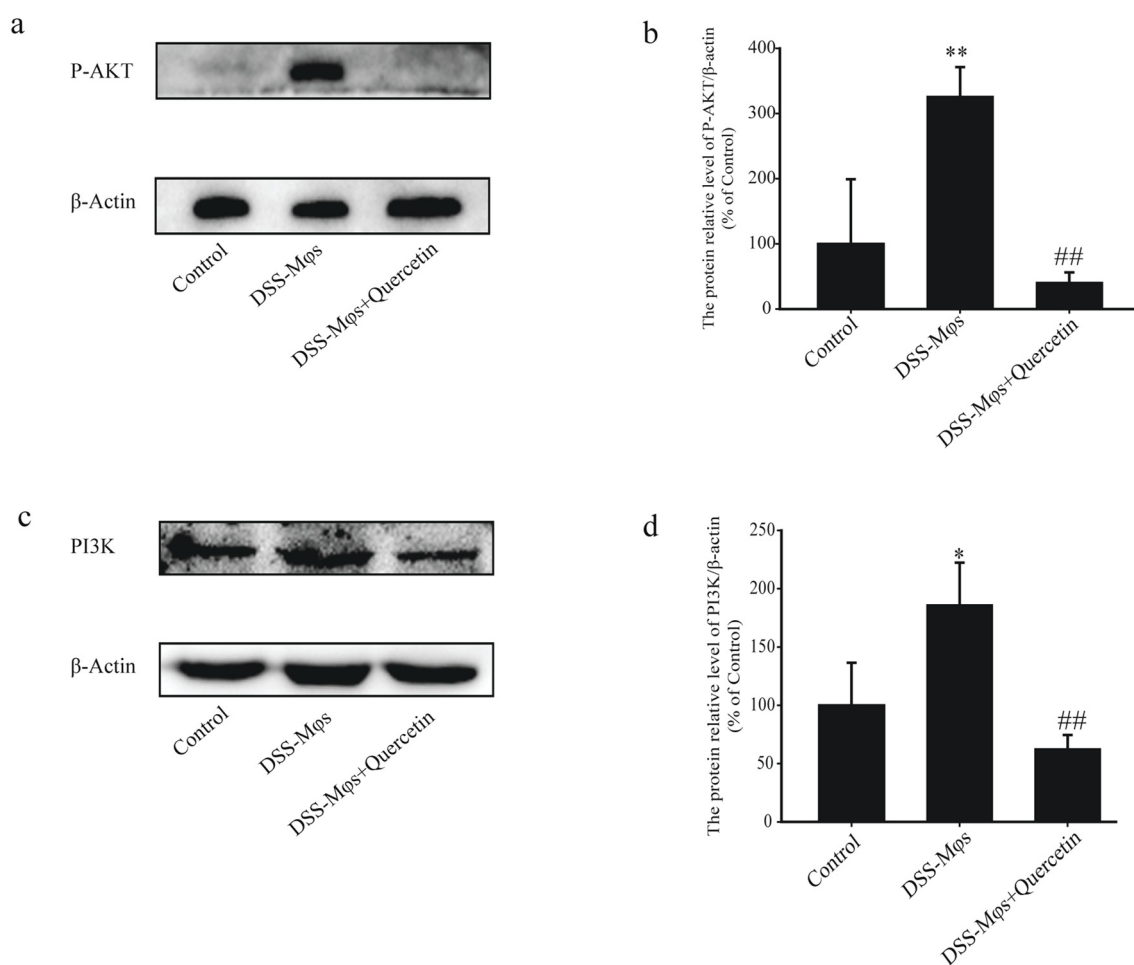 a
P-AKT
β-Actin
Control
DSS-Mφs
DSS-Mφs+Quercetin
b
The protein relative level of P-AKT/β-actin
(% of Control)
400
300
200
100
0
**
##
Control
DSS-Mφs
DSS-Mφs+Quercetin
c
PI3K
β-Actin
Control
DSS-Mφs
DSS-Mφs+Quercetin
d
The protein relative level of PI3K/β-actin
(% of Control)
250
200
150
100
50
0
*
##
Control
DSS-Mφs
DSS-Mφs+Quercetin